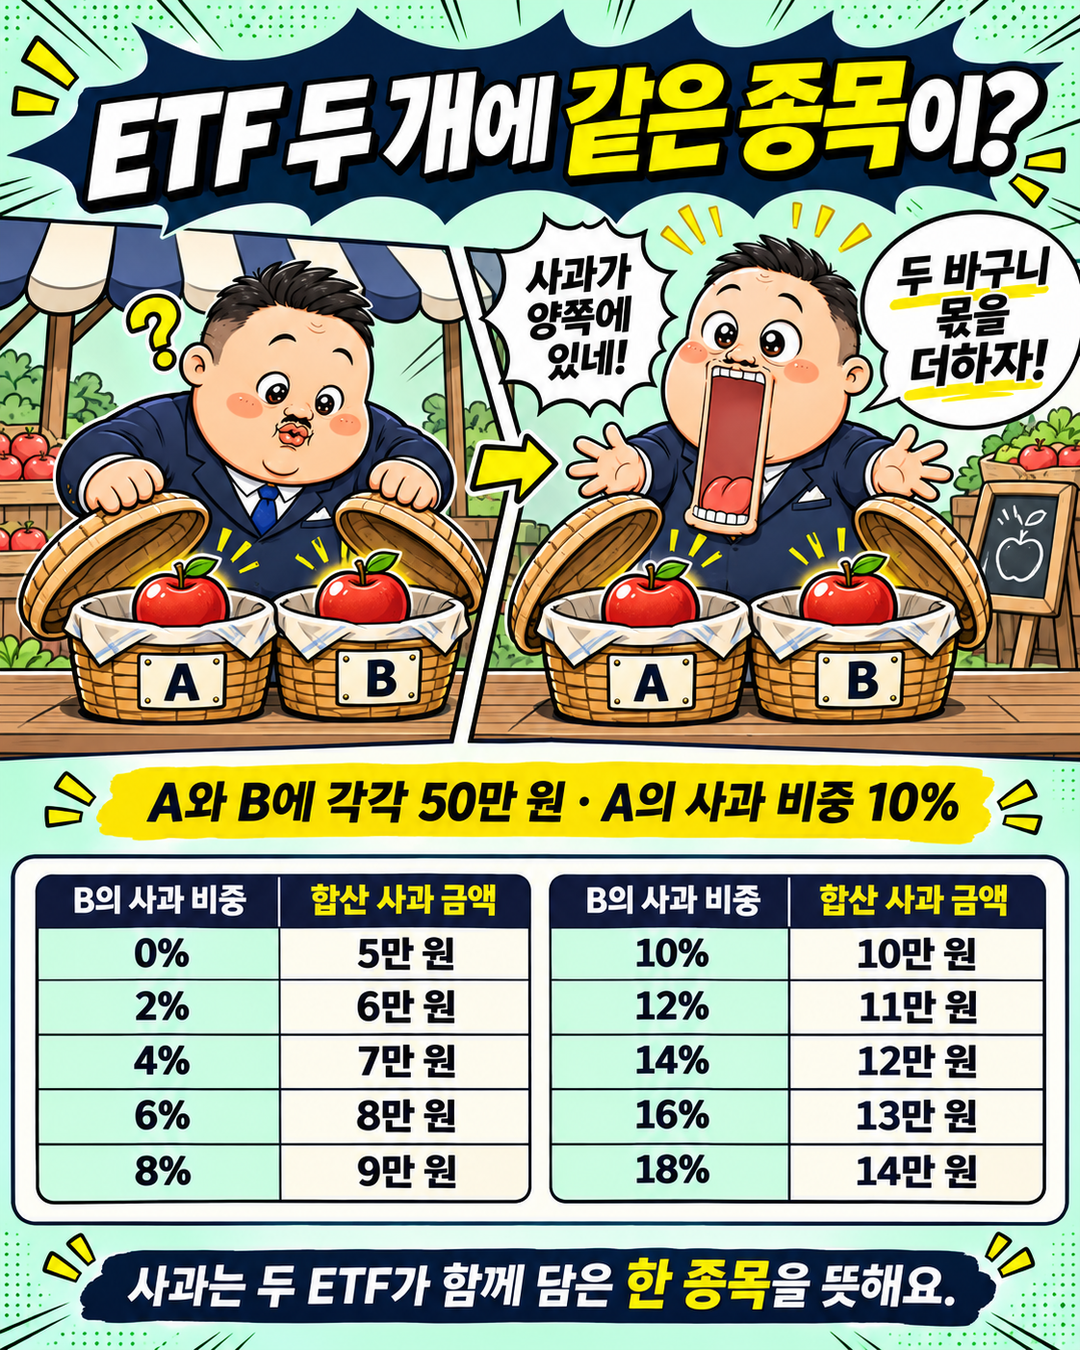 ETF 두 개에 같은 종목이?
?
사과가
양쪽에
있네!
두 바구니
몫을
더하자!
A
B
A
B
A와 B에 각각 50만 원 · A의 사과 비중 10%
B의 사과 비중 합산 사과 금액
0% 5만 원
2% 6만 원
4% 7만 원
6% 8만 원
8% 9만 원
B의 사과 비중 합산 사과 금액
10% 10만 원
12% 11만 원
14% 12만 원
16% 13만 원
18% 14만 원
사과는 두 ETF가 함께 담은 한 종목을 뜻해요.